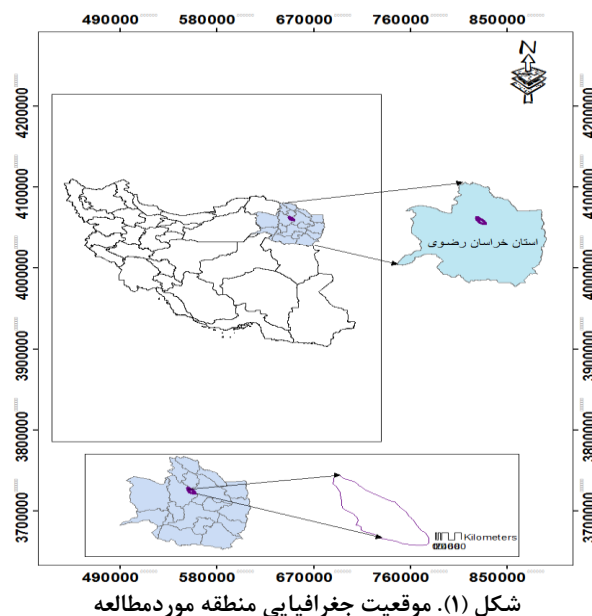 490000 580000 670000 760000 850000
N
4200000 4200000
4100000 4100000
استان خراسان رضوی
4000000 4000000
3900000 3900000
3800000 3800000
3700000 3700000
Kilometers
490000 580000 670000 760000 850000
شکل (۱). موقعیت جغرافیایی منطقه موردمطالعه